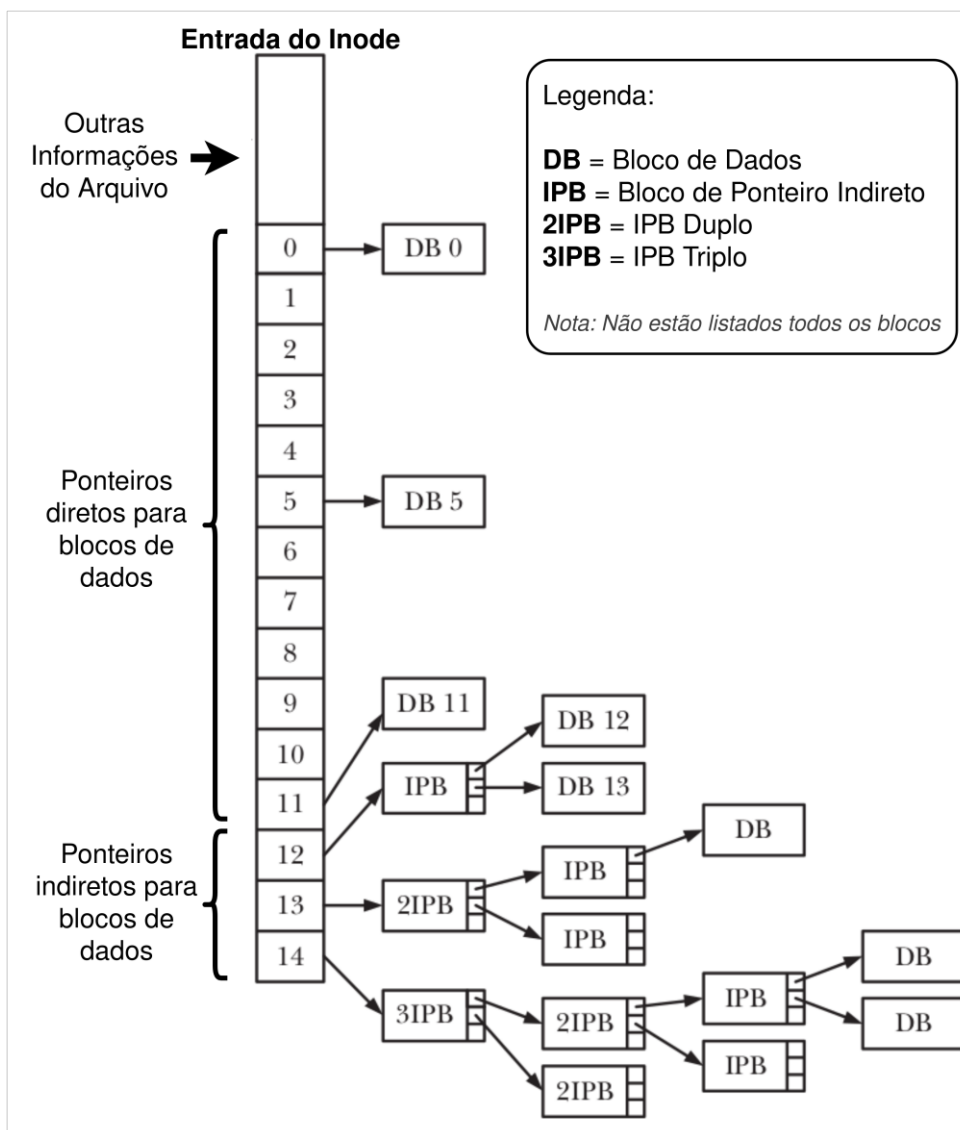 Entrada do Inode
Outras
Informações
do Arquivo
Legenda:
DB = Bloco de Dados
IPB = Bloco de Ponteiro Indireto
2IPB = IPB Duplo
3IPB = IPB Triplo
Nota: Não estão listados todos os blocos
Ponteiros
diretos para
blocos de
dados
0
DB 0
1
2
3
4
5
DB 5
6
7
8
9
10
11
DB 11
Ponteiros
indiretos para
blocos de
dados
12
IPB
DB 12
DB 13
13
2IPB
IPB
DB
IPB
14
3IPB
2IPB
IPB
DB
DB
IPB
2IPB